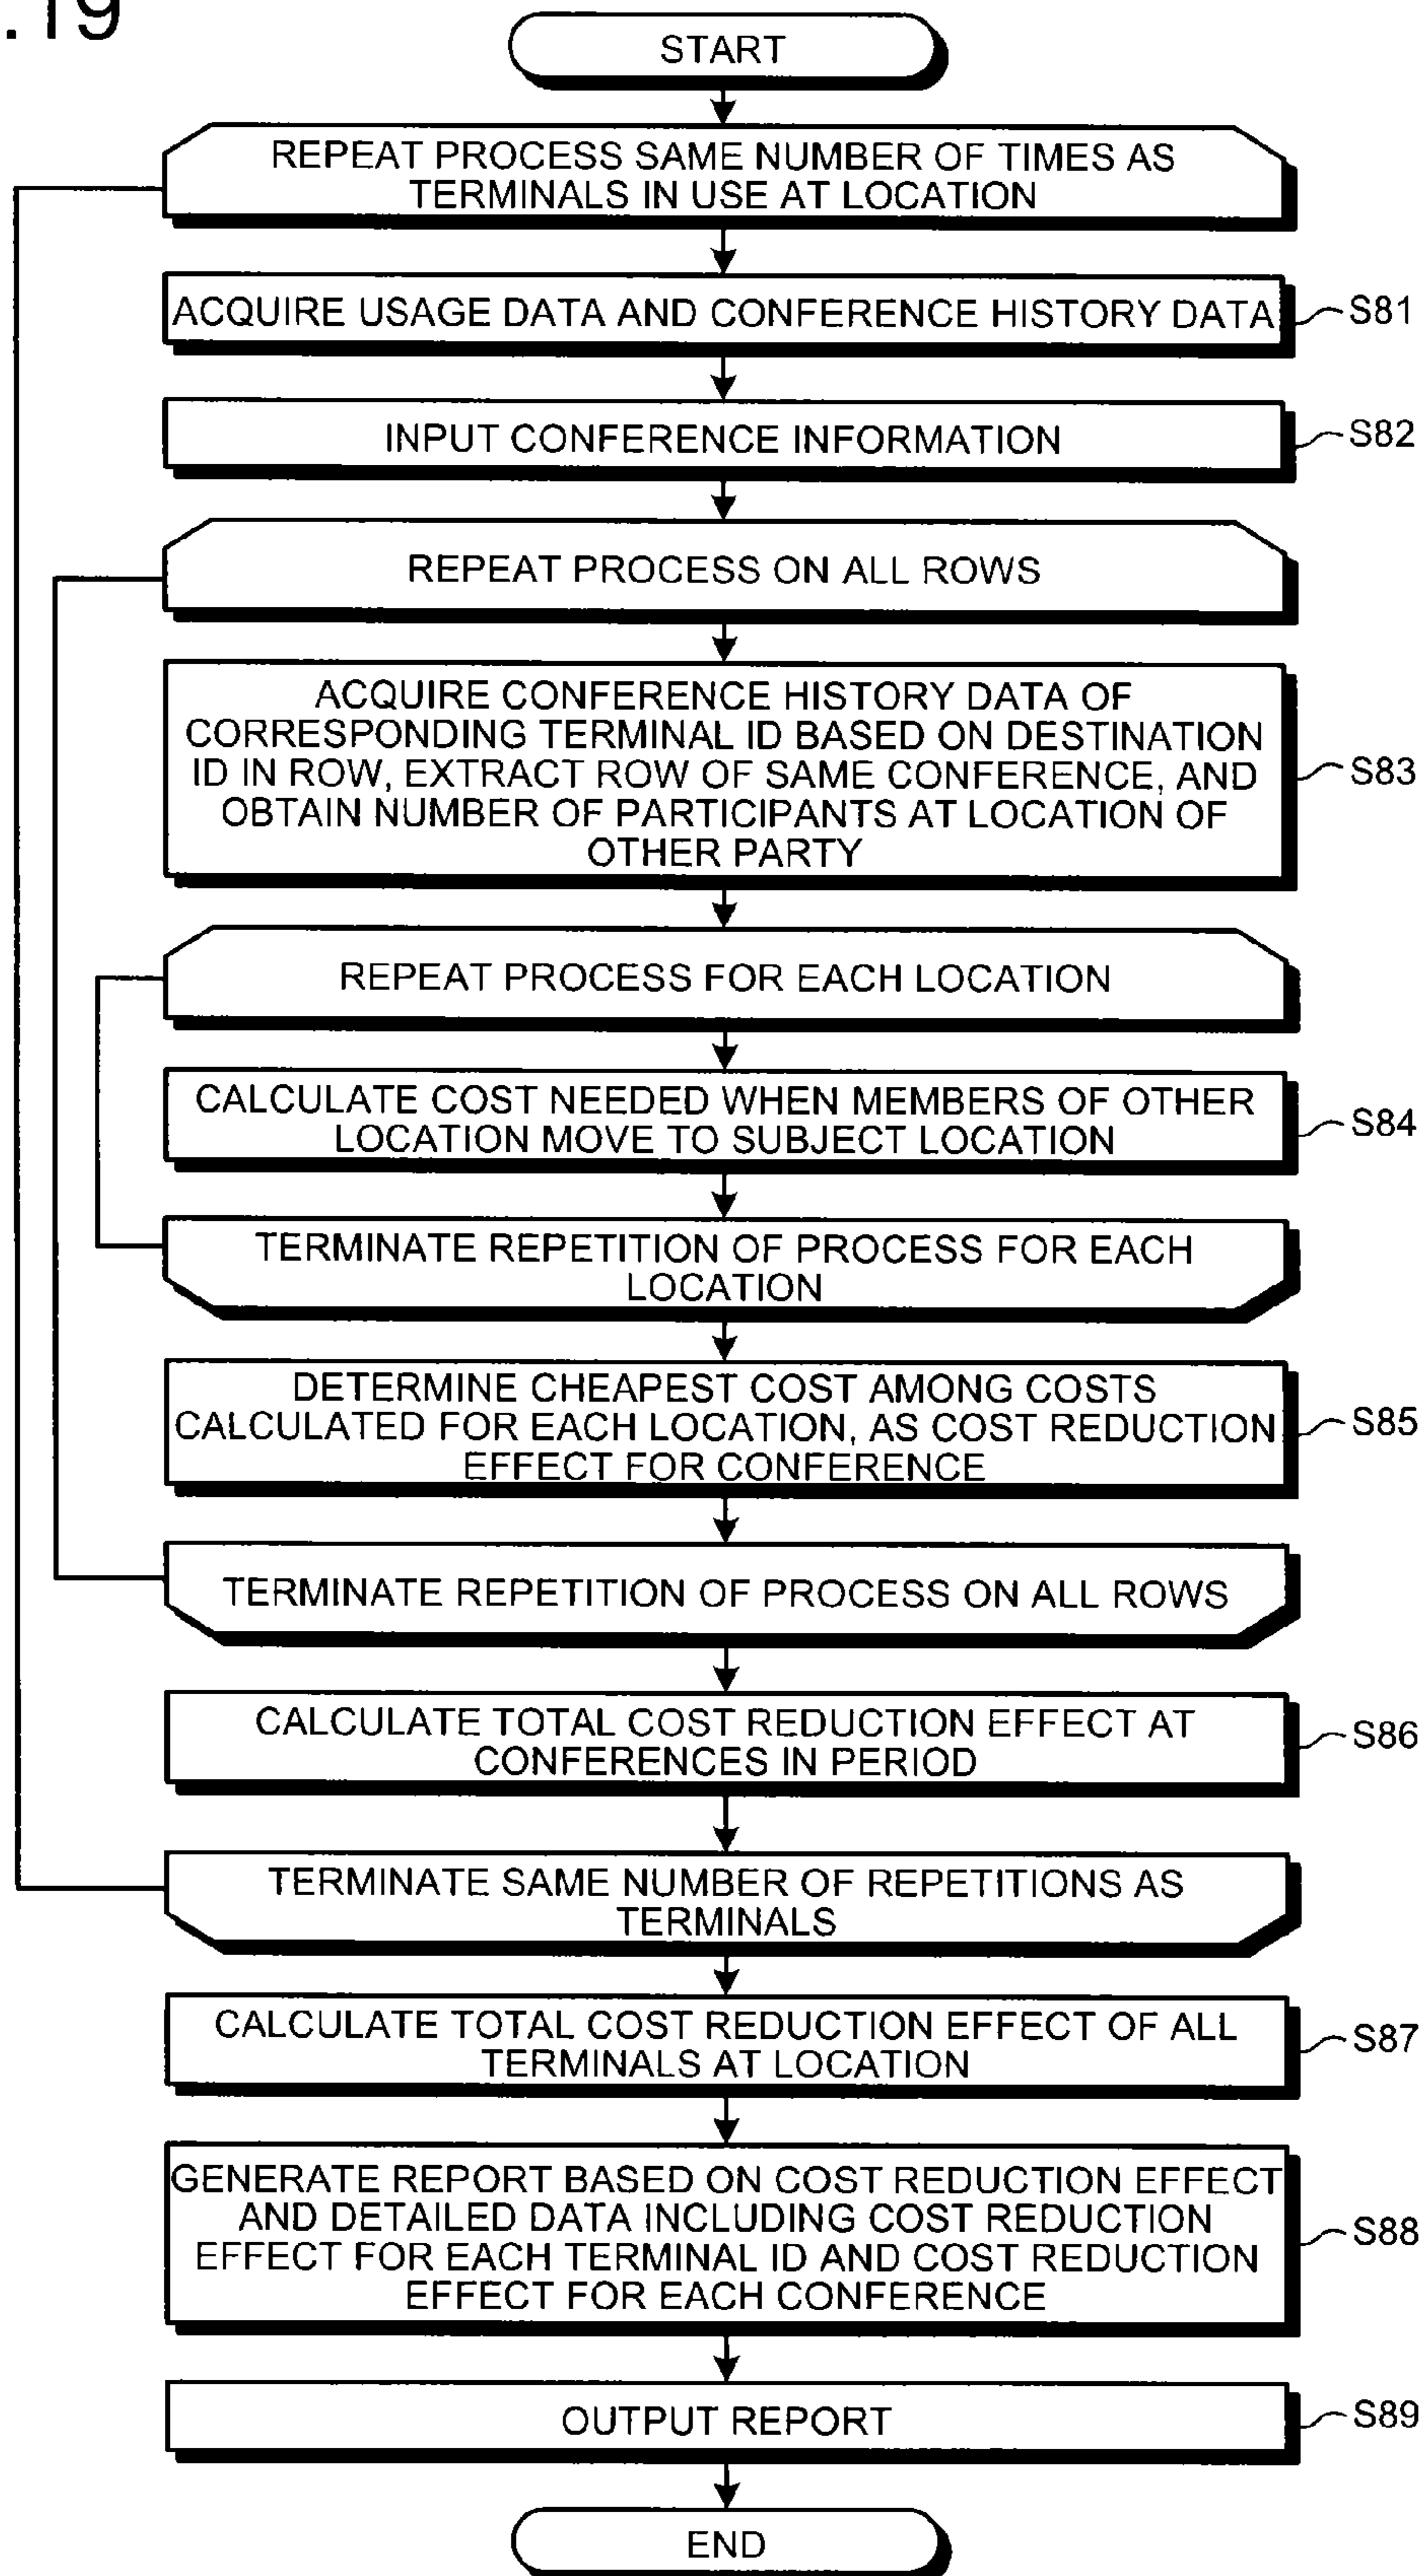 .19
START
REPEAT PROCESS SAME NUMBER OF TIMES AS
TERMINALS IN USE AT LOCATION
ACQUIRE USAGE DATA AND CONFERENCE HISTORY DATA
S81
INPUT CONFERENCE INFORMATION
S82
REPEAT PROCESS ON ALL ROWS
ACQUIRE CONFERENCE HISTORY DATA OF
CORRESPONDING TERMINAL ID BASED ON DESTINATION
ID IN ROW, EXTRACT ROW OF SAME CONFERENCE, AND
OBTAIN NUMBER OF PARTICIPANTS AT LOCATION OF
OTHER PARTY
S83
REPEAT PROCESS FOR EACH LOCATION
CALCULATE COST NEEDED WHEN MEMBERS OF OTHER
LOCATION MOVE TO SUBJECT LOCATION
S84
TERMINATE REPETITION OF PROCESS FOR EACH
LOCATION
DETERMINE CHEAPEST COST AMONG COSTS
CALCULATED FOR EACH LOCATION, AS COST REDUCTION
EFFECT FOR CONFERENCE
S85
TERMINATE REPETITION OF PROCESS ON ALL ROWS
CALCULATE TOTAL COST REDUCTION EFFECT AT
CONFERENCES IN PERIOD
S86
TERMINATE SAME NUMBER OF REPETITIONS AS
TERMINALS
CALCULATE TOTAL COST REDUCTION EFFECT OF ALL
TERMINALS AT LOCATION
S87
GENERATE REPORT BASED ON COST REDUCTION EFFECT
AND DETAILED DATA INCLUDING COST REDUCTION
EFFECT FOR EACH TERMINAL ID AND COST REDUCTION
EFFECT FOR EACH CONFERENCE
S88
OUTPUT REPORT
S89
END